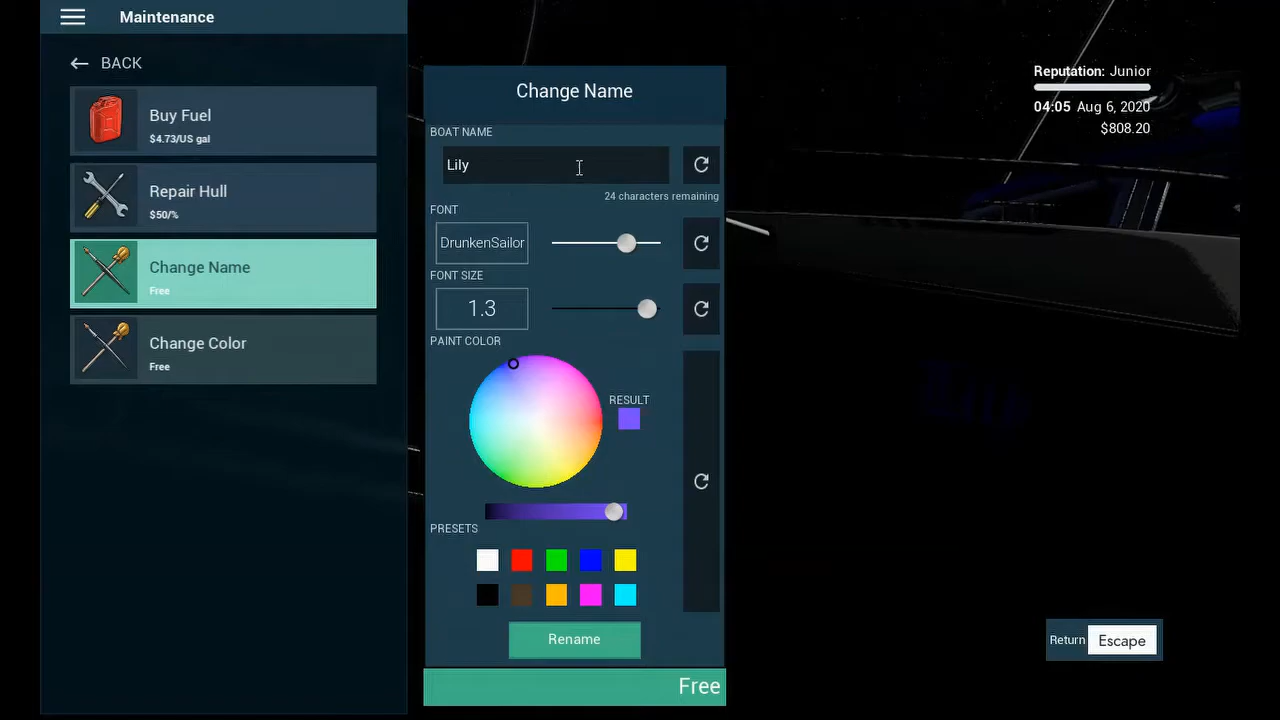 Maintenance
BACK
Buy Fuel
$4.73/US gal
Repair Hull
$50/%
Change Name
Free
Change Color
Free
Change Name
BOAT NAME
Lily
24 characters remaining
FONT
DrunkenSailor
FONT SIZE
1.3
PAINT COLOR
RESULT
PRESETS
Rename
Free
Reputation: Junior
04:05 Aug 6, 2020
$808.20
Lily
Return Escape